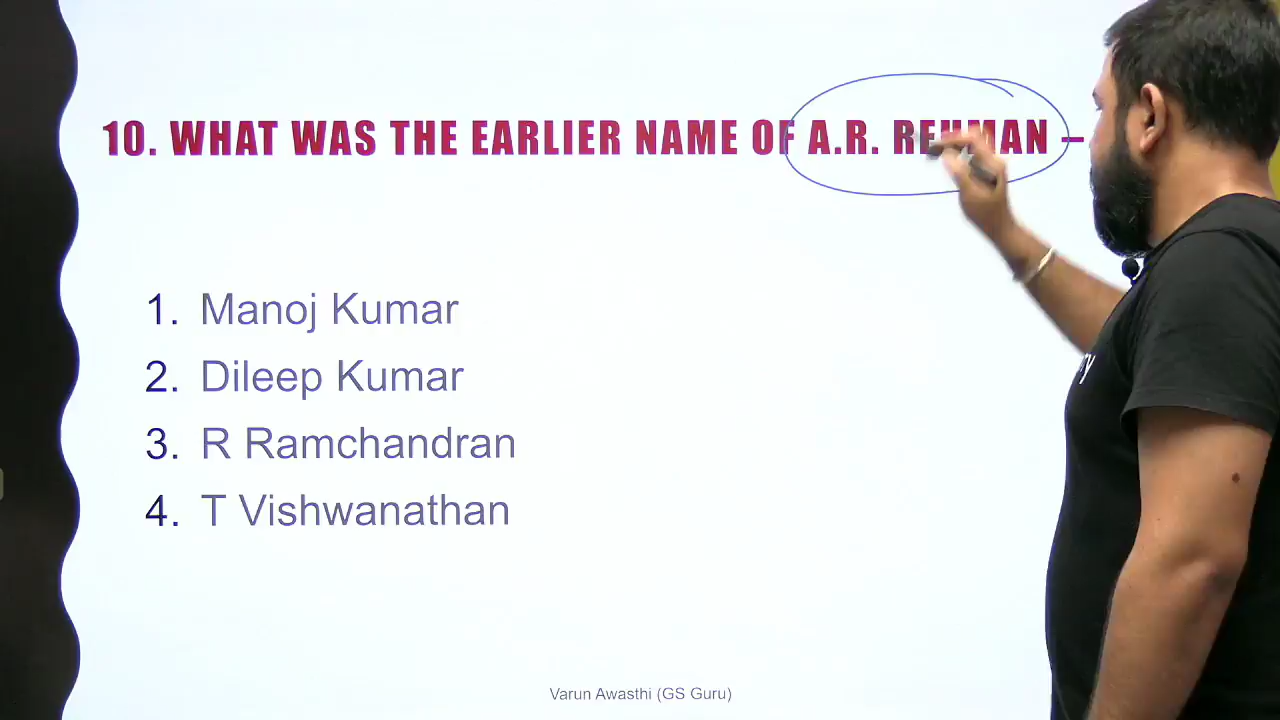 10. WHAT WAS THE EARLIER NAME OF A.R. REHMAN –
1. Manoj Kumar
2. Dileep Kumar
3. R Ramchandran
4. T Vishwanathan
Varun Awasthi (GS Guru)